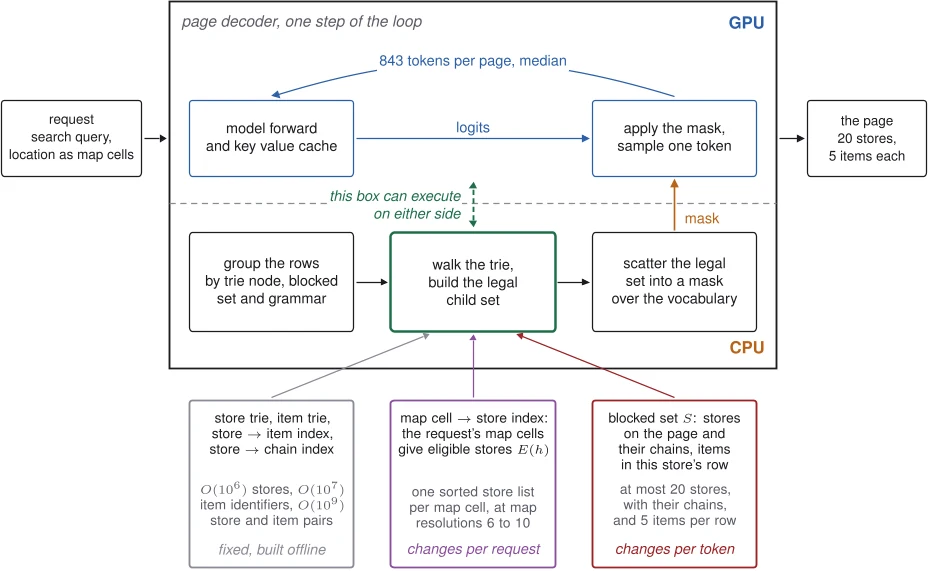 page decoder, one step of the loop
GPU
843 tokens per page, median
request
search query,
location as map cells
model forward
and key value cache
logits
apply the mask,
sample one token
the page
20 stores,
5 items each
this box can execute
on either side
mask
group the rows
by trie node, blocked
set and grammar
walk the trie,
build the legal
child set
scatter the legal
set into a mask
over the vocabulary
CPU
store trie, item trie,
store → item index,
store → chain index
O(10⁶) stores, O(10⁷)
item identifiers, O(10⁹)
store and item pairs
fixed, built offline
map cell → store index:
the request's map cells
give eligible stores E(h)
one sorted store list
per map cell, at map
resolutions 6 to 10
changes per request
blocked set S: stores
on the page and
their chains, items
in this store's row
at most 20 stores,
with their chains,
and 5 items per row
changes per token